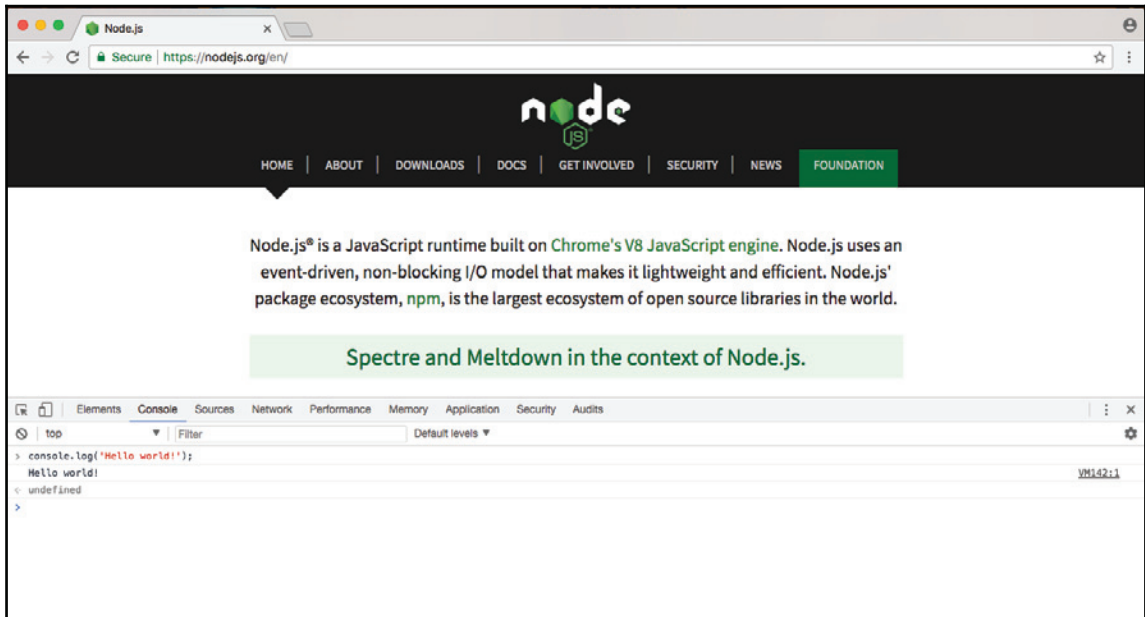 Node.js
Secure | https://nodejs.org/en/
node
JS
HOME | ABOUT | DOWNLOADS | DOCS | GET INVOLVED | SECURITY | NEWS FOUNDATION
Node.js® is a JavaScript runtime built on Chrome's V8 JavaScript engine. Node.js uses an
event-driven, non-blocking I/O model that makes it lightweight and efficient. Node.js'
package ecosystem, npm, is the largest ecosystem of open source libraries in the world.
Spectre and Meltdown in the context of Node.js.
Elements Console Sources Network Performance Memory Application Security Audits
top Filter Default levels
> console.log('Hello world!');
Hello world! VM142:1
< undefined
>